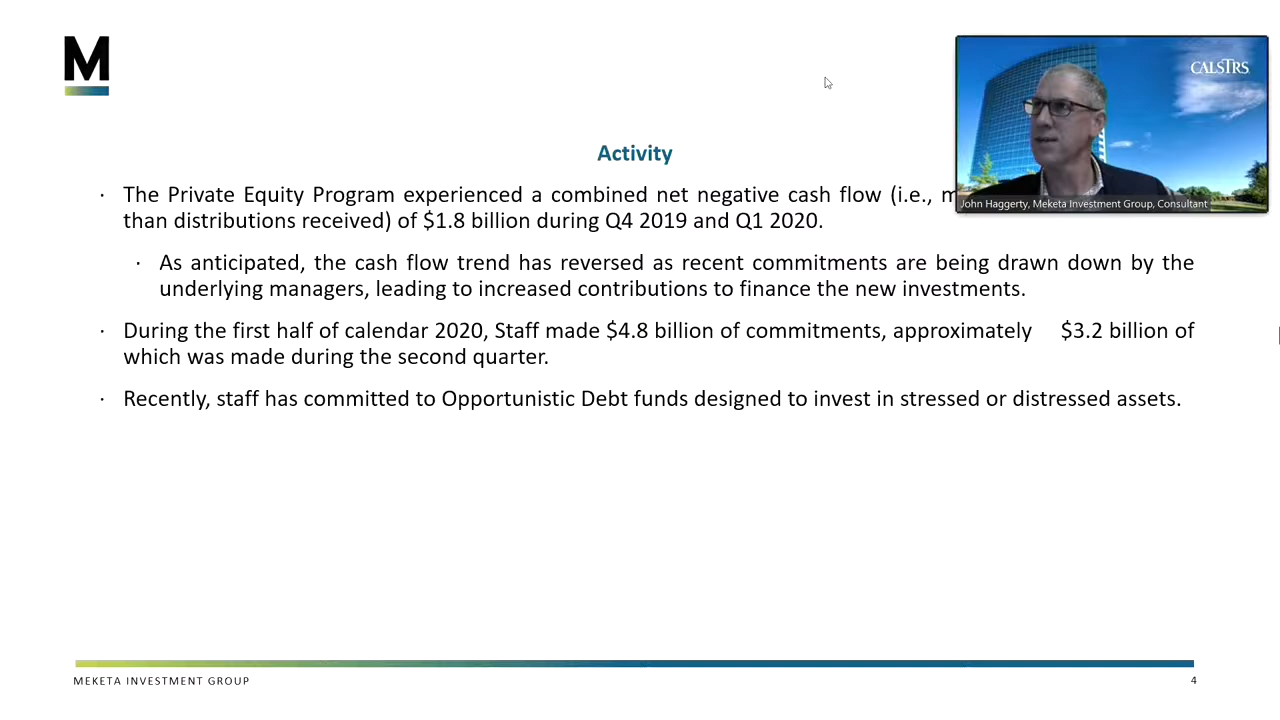 M
CALSTRS
John Haggerty, Meketa Investment Group, Consultant
Activity
· The Private Equity Program experienced a combined net negative cash flow (i.e.,
than distributions received) of $1.8 billion during Q4 2019 and Q1 2020.
· As anticipated, the cash flow trend has reversed as recent commitments are being drawn down by the
underlying managers, leading to increased contributions to finance the new investments.
· During the first half of calendar 2020, Staff made $4.8 billion of commitments, approximately $3.2 billion of
which was made during the second quarter.
· Recently, staff has committed to Opportunistic Debt funds designed to invest in stressed or distressed assets.
MEKETA INVESTMENT GROUP
4